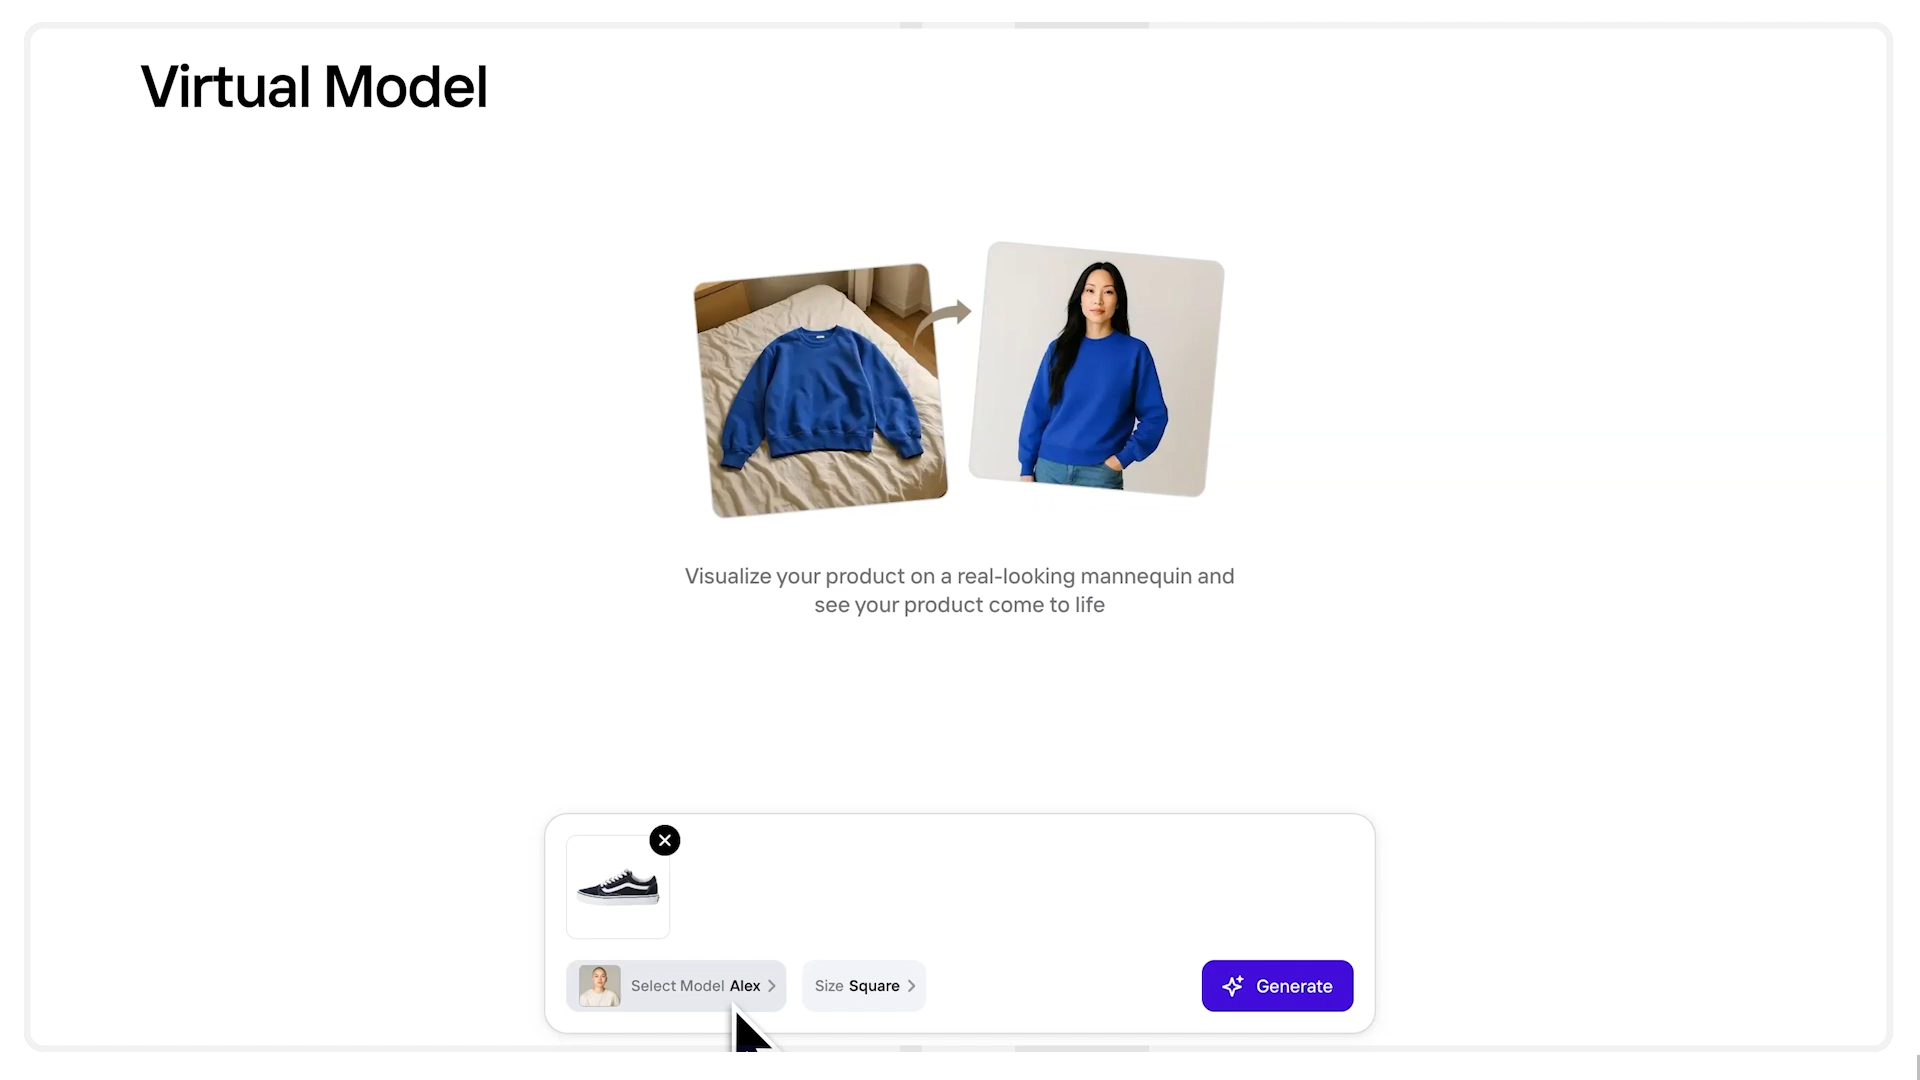 Virtual Model
Visualize your product on a real-looking mannequin and
see your product come to life
Select Model Alex
Size Square
Generate